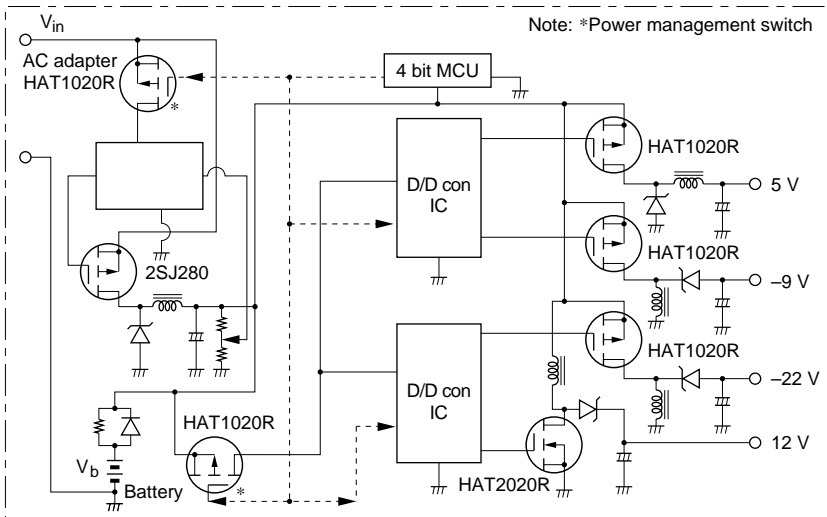 Note: *Power management switch
Vin
AC adapter
HAT1020R
*
4 bit MCU
HAT1020R
D/D con
IC
5 V
2SJ280
HAT1020R
–9 V
HAT1020R
D/D con
IC
–22 V
HAT1020R
12 V
Vb
Battery
*
HAT2020R